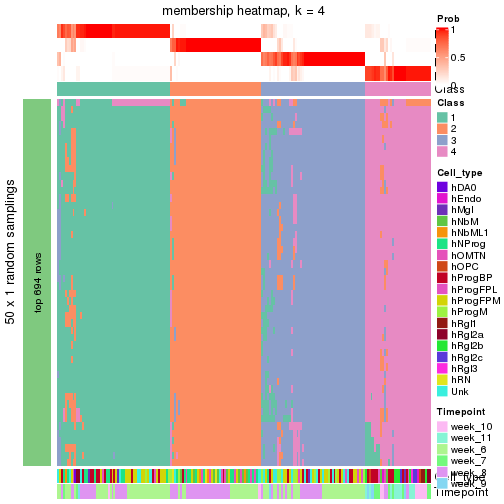 membership heatmap, k = 4
50 x 1 random samplings
top 694 rows
Prob
1
0.5
0
Class
Class
1
2
3
4
Cell_type
hDA0
hEndo
hMgl
hNbM
hNbML1
hNProg
hOMTN
hOPC
hProgBP
hProgFPL
hProgFPM
hProgM
hRgl1
hRgl2a
hRgl2b
hRgl2c
hRgl3
hRN
Unk
Timepoint
week_10
week_11
week_6
week_7
week_8
week_9
Cell_type
Timepoint